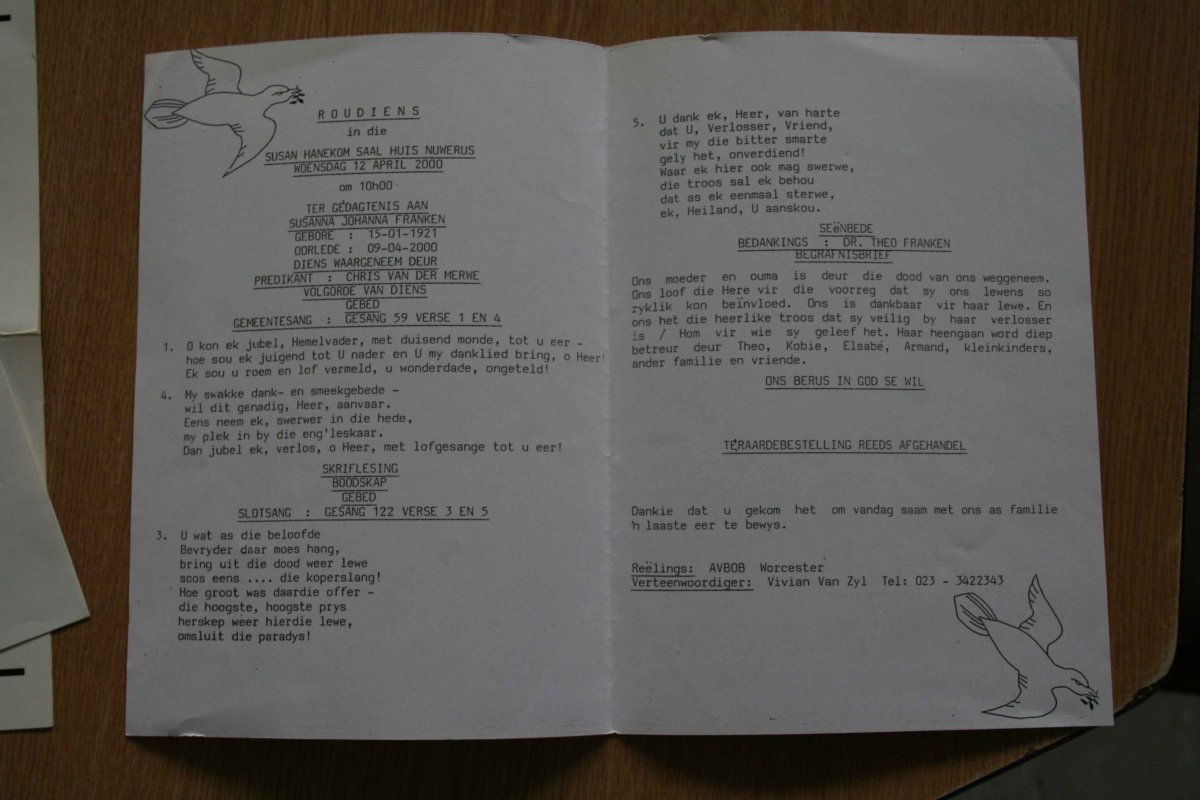 ROUDIENS
in die
SUSAN HANEKOM SAAL HUIS NUWERUS
WOENSDAG 12 APRIL 2000
om 10h00
TER GEDAGTENIS AAN
SUSANNA JOHANNA FRANKEN
GEBORE : 15-01-1921
OORLEDE : 09-04-2000
DIENS WAARGENEEM DEUR
PREDIKANT : CHRIS VAN DER MERWE
VOLGORDE VAN DIENS
GEBED
GEMEENTESANG : GESANG 59 VERSE 1 EN 4
1. O kon ek jubel, Hemelvader, met duisend monde, tot u eer -
hoe sou ek juigend tot U nader en U my danklied bring, o Heer!
Ek sou u roem en lof vermeld, u wonderdade, ongeteld!
4. My swakke dank- en smeekgebede -
wil dit genadig, Heer, aanvaar.
Eens neem ek, swerwer in die hede,
my plek in by die eng'leskaar.
Dan jubel ek, verlos, o Heer, met lofgesange tot u eer!
SKRIFLESING
BOODSKAP
GEBED
SLOTSANG : GESANG 122 VERSE 3 EN 5
3. U wat as die beloofde
Bevryder daar moes hang,
bring uit die dood weer lewe
soos eens .... die koperslang!
Hoe groot was daardie offer -
die hoogste, hoogste prys
herskep weer hierdie lewe,
omsluit die paradys!
5. U dank ek, Heer, van harte
dat U, Verlosser, Vriend,
vir my die bitter smarte
gely het, onverdiend!
Waar ek hier ook mag swerwe,
die troos sal ek behou
dat as ek eenmaal sterwe,
ek, Heiland, U aanskou.
SEëNBEDE
BEDANKINGS : DR. THEO FRANKEN
BEGRAFNISBRIEF
Ons moeder en ouma is deur die dood van ons weggeneem.
Ons loof die Here vir die voorreg dat sy ons lewens so
ryklik kon beïnvloed. Ons is dankbaar vir haar lewe. En
ons het die heerlike troos dat sy veilig by haar verlosser
is / Hom vir wie sy geleef het. Haar heengaan word diep
betreur deur Theo, Kobie, Elsabé, Armand, kleinkinders,
ander familie en vriende.
ONS BERUS IN GOD SE WIL
TERAARDEBESTELLING REEDS AFGEHANDEL
Dankie dat u gekom het om vandag saam met ons as familie
'n laaste eer te bewys.
Reëlings: AVBOB Worcester
Verteenwoordiger: Vivian Van Zyl Tel: 023 - 3422343